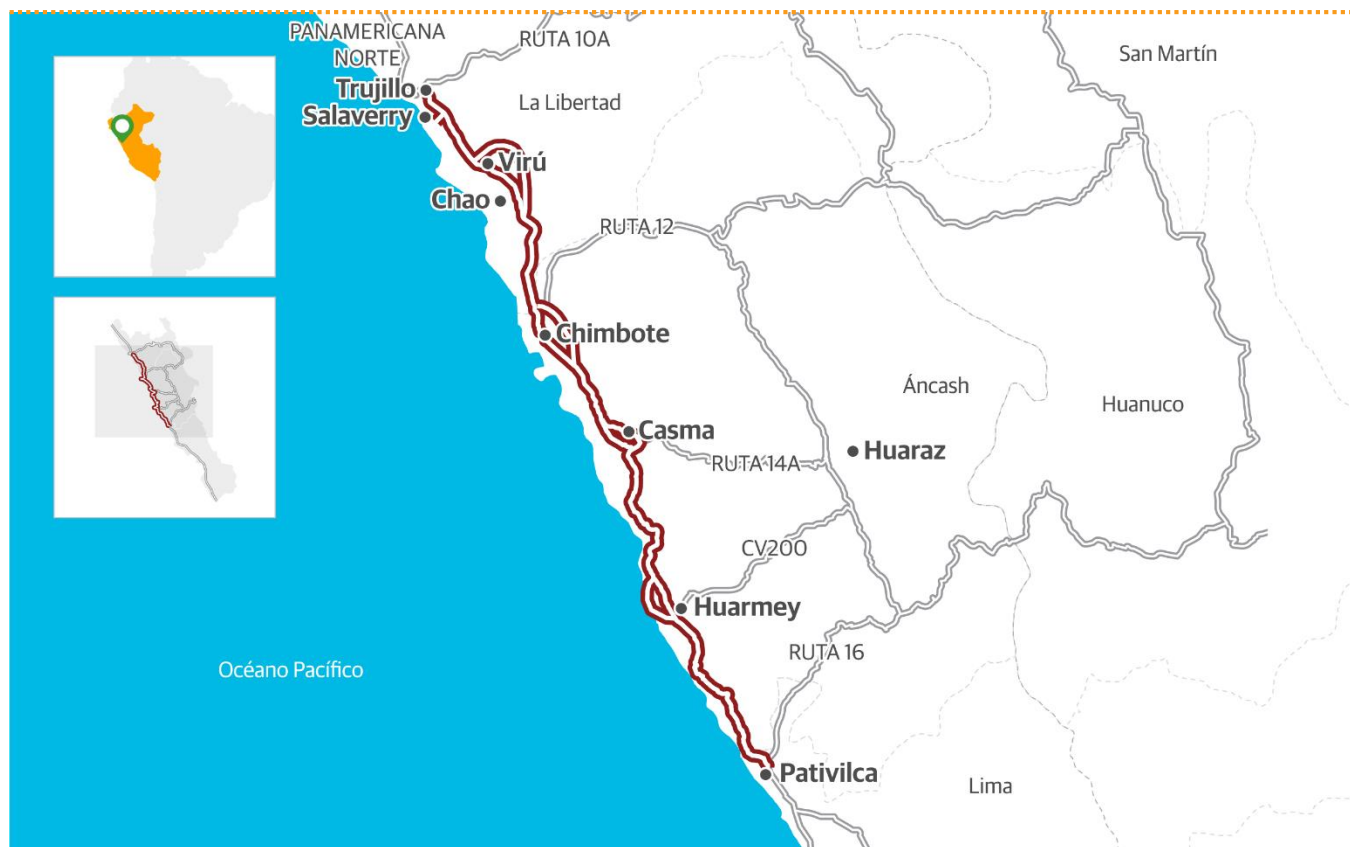 PANAMERICANA
NORTE
RUTA 10A
San Martín
Trujillo
La Libertad
Salaverry
Virú
Chao
RUTA 12
Chimbote
Áncash
Huanuco
Casma
Huaraz
RUTA 14A
CV200
Huarmey
RUTA 16
Océano Pacífico
Pativilca
Lima